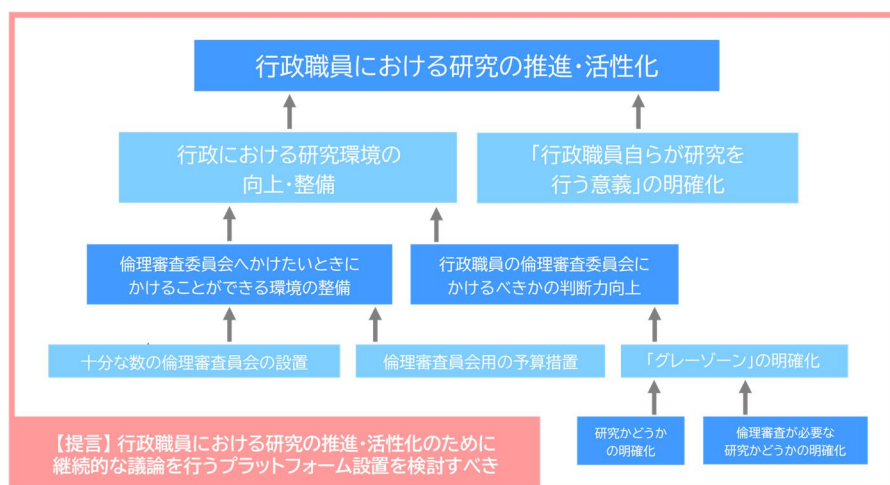 行政職員における研究の推進・活性化
行政における研究環境の
向上・整備
「行政職員自らが研究を
行う意義」の明確化
倫理審査委員会へかけたいときに
かけることができる環境の整備
行政職員の倫理審査委員会に
かけるべきかの判断力向上
十分な数の倫理審査員会の設置
倫理審査員会用の予算措置
「グレーゾーン」の明確化
研究かどうか
の明確化
倫理審査が必要な
研究かどうかの明確化
【提言】行政職員における研究の推進・活性化のために
継続的な議論を行うプラットフォーム設置を検討すべき